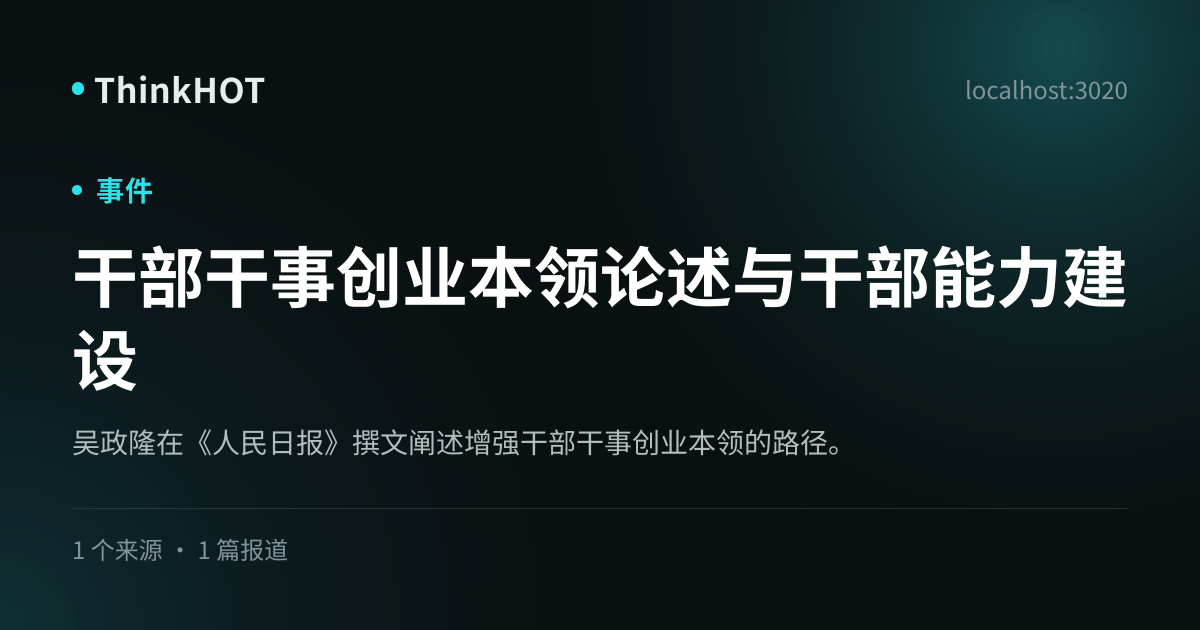 ThinkHOT
localhost:3020
事件
干部干事创业本领论述与干部能力建
设
吴政隆在《人民日报》撰文阐述增强干部干事创业本领的路径。
1 个来源 · 1 篇报道